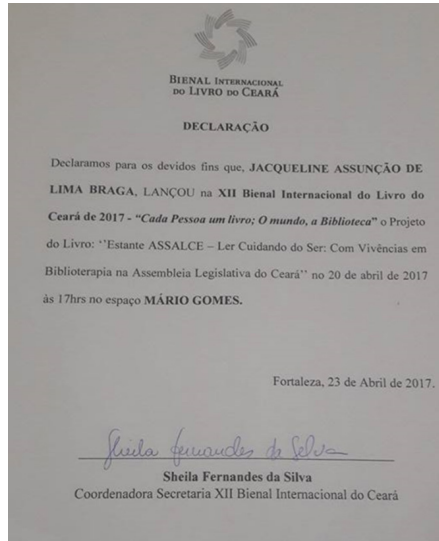 BIENAL INTERNACIONAL
DO LIVRO DO CEARÁ
DECLARAÇÃO
Declaramos para os devidos fins que, JACQUELINE ASSUNÇÃO DE
LIMA BRAGA, LANÇOU na XII Bienal Internacional do Livro do
Ceará de 2017 - “Cada Pessoa um livro; O mundo, a Biblioteca” o Projeto
do Livro: ‘’Estante ASSALCE – Ler Cuidando do Ser: Com Vivências em
Biblioterapia na Assembleia Legislativa do Ceará’’ no 20 de abril de 2017
às 17hrs no espaço MÁRIO GOMES.
Fortaleza, 23 de Abril de 2017.
Sheila Fernandes da Silva
Sheila Fernandes da Silva
Coordenadora Secretaria XII Bienal Internacional do Ceará